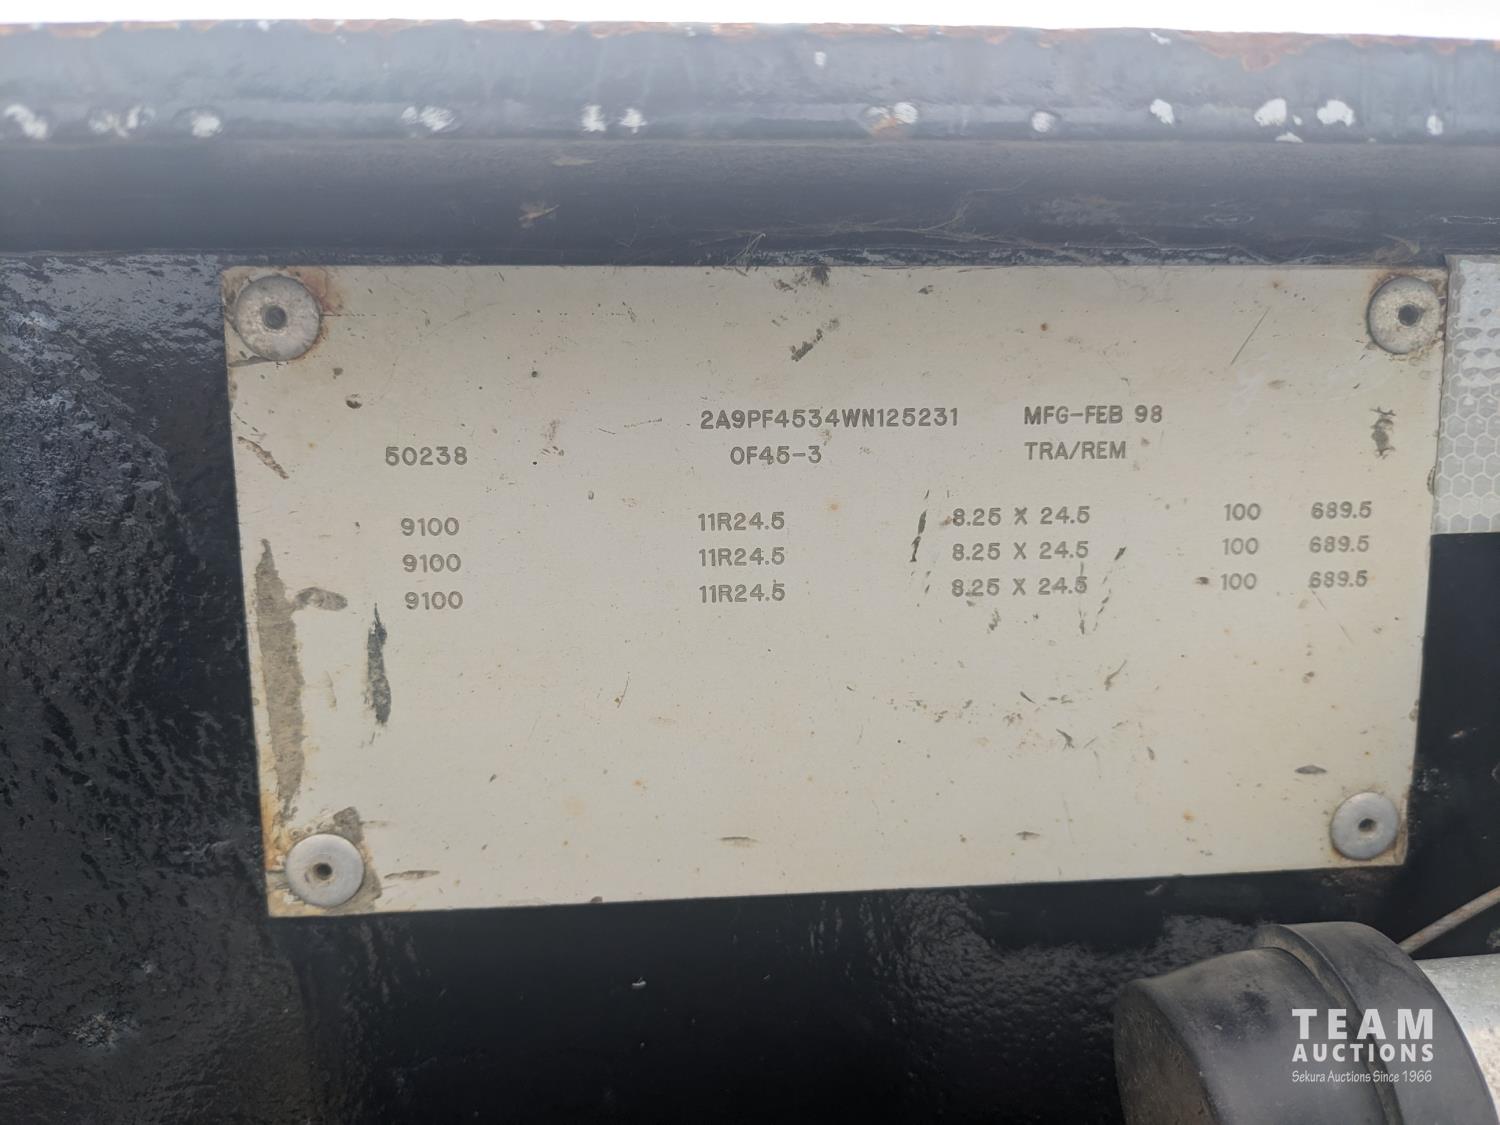 2A9PF4534WN125231 MFG-FEB 98
50238 OF45-3 TRA/REM
9100 11R24.5 8.25 X 24.5 100 689.5
9100 11R24.5 8.25 X 24.5 100 689.5
9100 11R24.5 8.25 X 24.5 100 689.5
TEAM
AUCTIONS
Sekura Auctions Since 1966